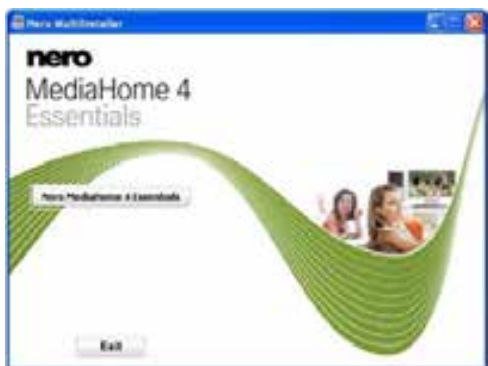 Nero MultiInstaller
nero
MediaHome 4
Essentials
Nero MediaHome 4 Essentials
Exit